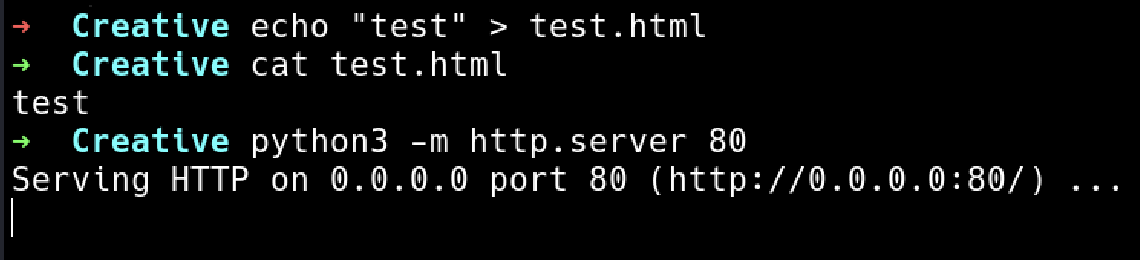 → Creative echo "test" > test.html
→ Creative cat test.html
test
→ Creative python3 -m http.server 80
Serving HTTP on 0.0.0.0 port 80 (http://0.0.0.0:80/) ...